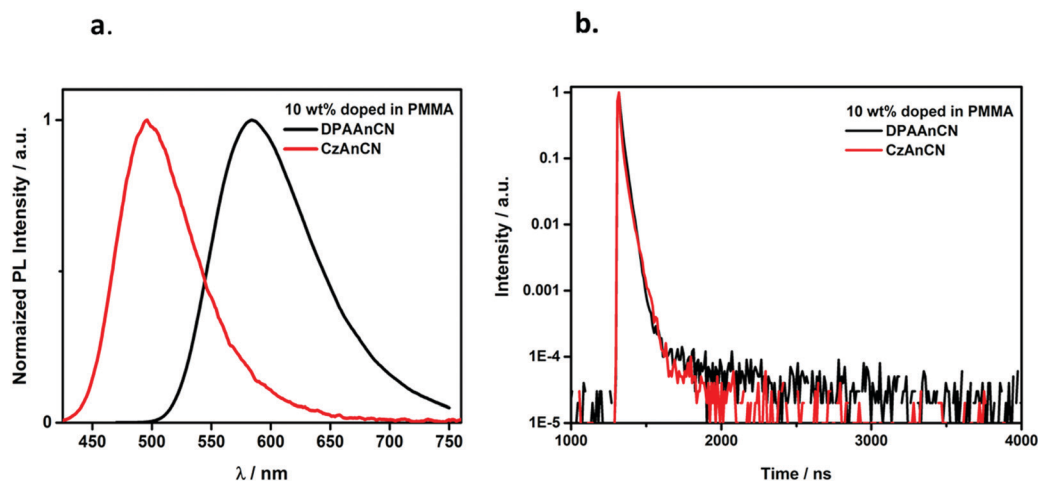 a.
Normaized PL Intensity / a.u.
1
0
10 wt% doped in PMMA
DPAAnCN
CzAnCN
450 500 550 600 650 700 750
λ / nm
b.
Intensity / a.u.
1
0.1
0.01
0.001
1E-4
1E-5
10 wt% doped in PMMA
DPAAnCN
CzAnCN
1000 2000 3000 4000
Time / ns